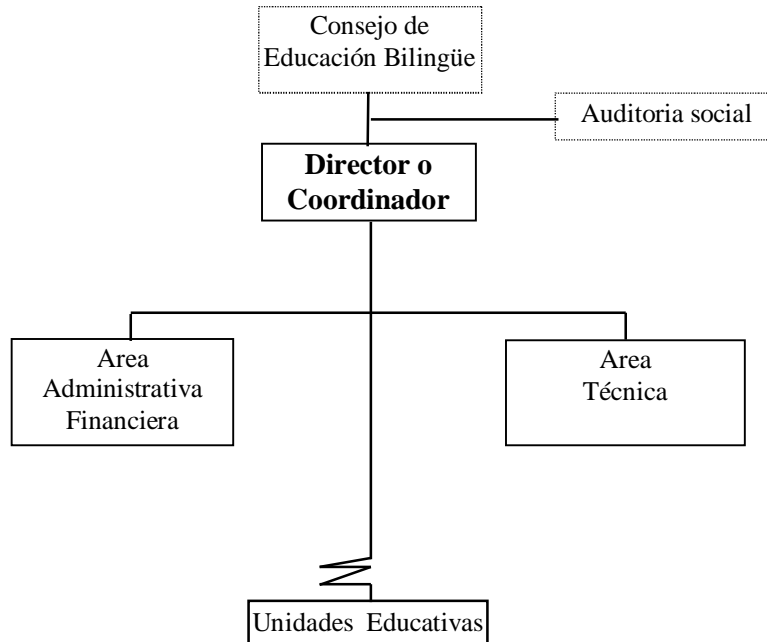 Consejo de
Educación Bilingüe
Auditoria social
Director o
Coordinador
Area
Administrativa
Financiera
Area
Técnica
Unidades Educativas